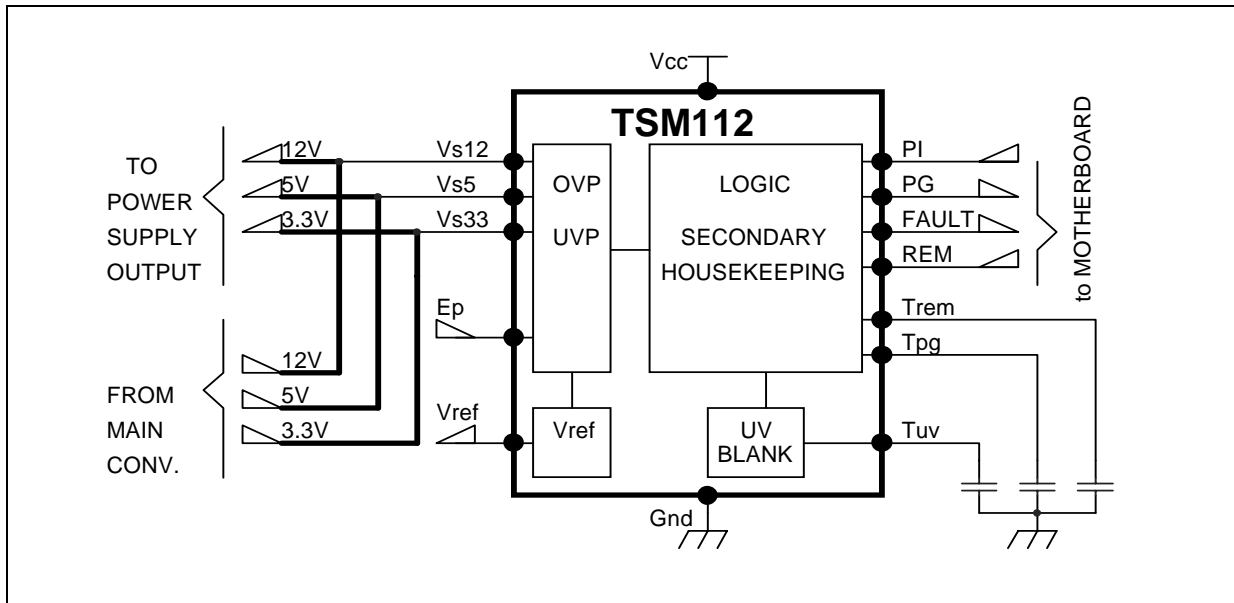 Vcc
TSM112
TO
POWER
SUPPLY
OUTPUT
12V
5V
3.3V
Vs12
Vs5
Vs33
OVP
UVP
LOGIC
SECONDARY
HOUSEKEEPING
PI
PG
FAULT
REM
to MOTHERBOARD
Ep
Trem
Tpg
FROM
MAIN
CONV.
12V
5V
3.3V
Vref
Vref
UV
BLANK
Tuv
Gnd